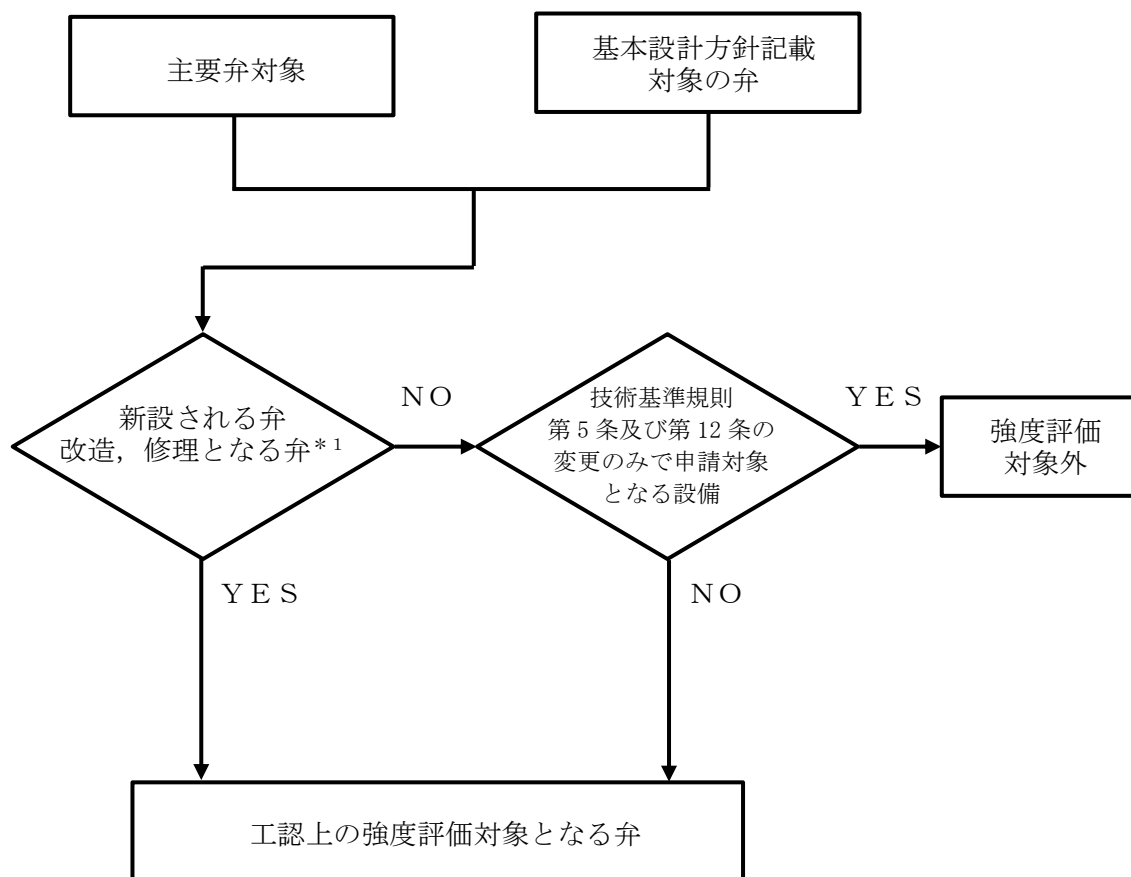 主要弁対象
基本設計方針記載
対象の弁
新設される弁
改造，修理となる弁＊１
ＮＯ
技術基準規則
第５条及び第 12 条の
変更のみで申請対象
となる設備
ＹＥＳ
強度評価
対象外
ＹＥＳ
ＮＯ
工認上の強度評価対象となる弁